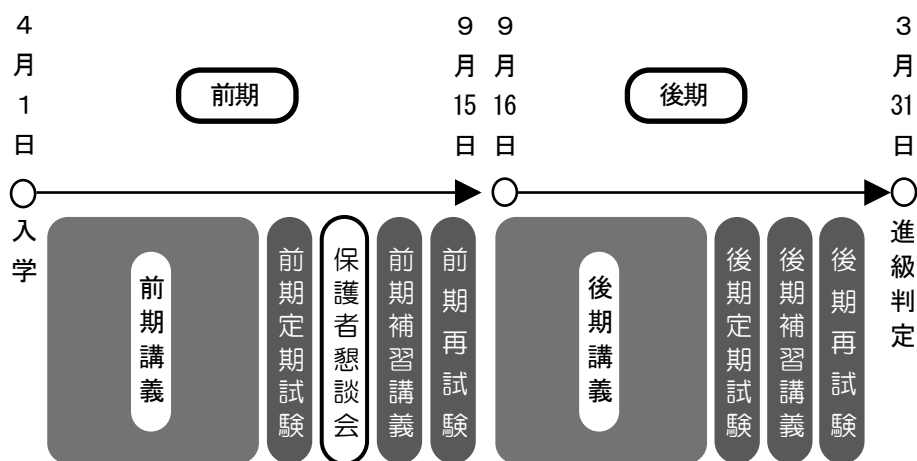 4月1日
前期
9月15日
9月16日
後期
3月31日
入学
前期講義
前期定期試験
保護者懇談会
前期補習講義
前期再試験
後期講義
後期定期試験
後期補習講義
後期再試験
進級判定